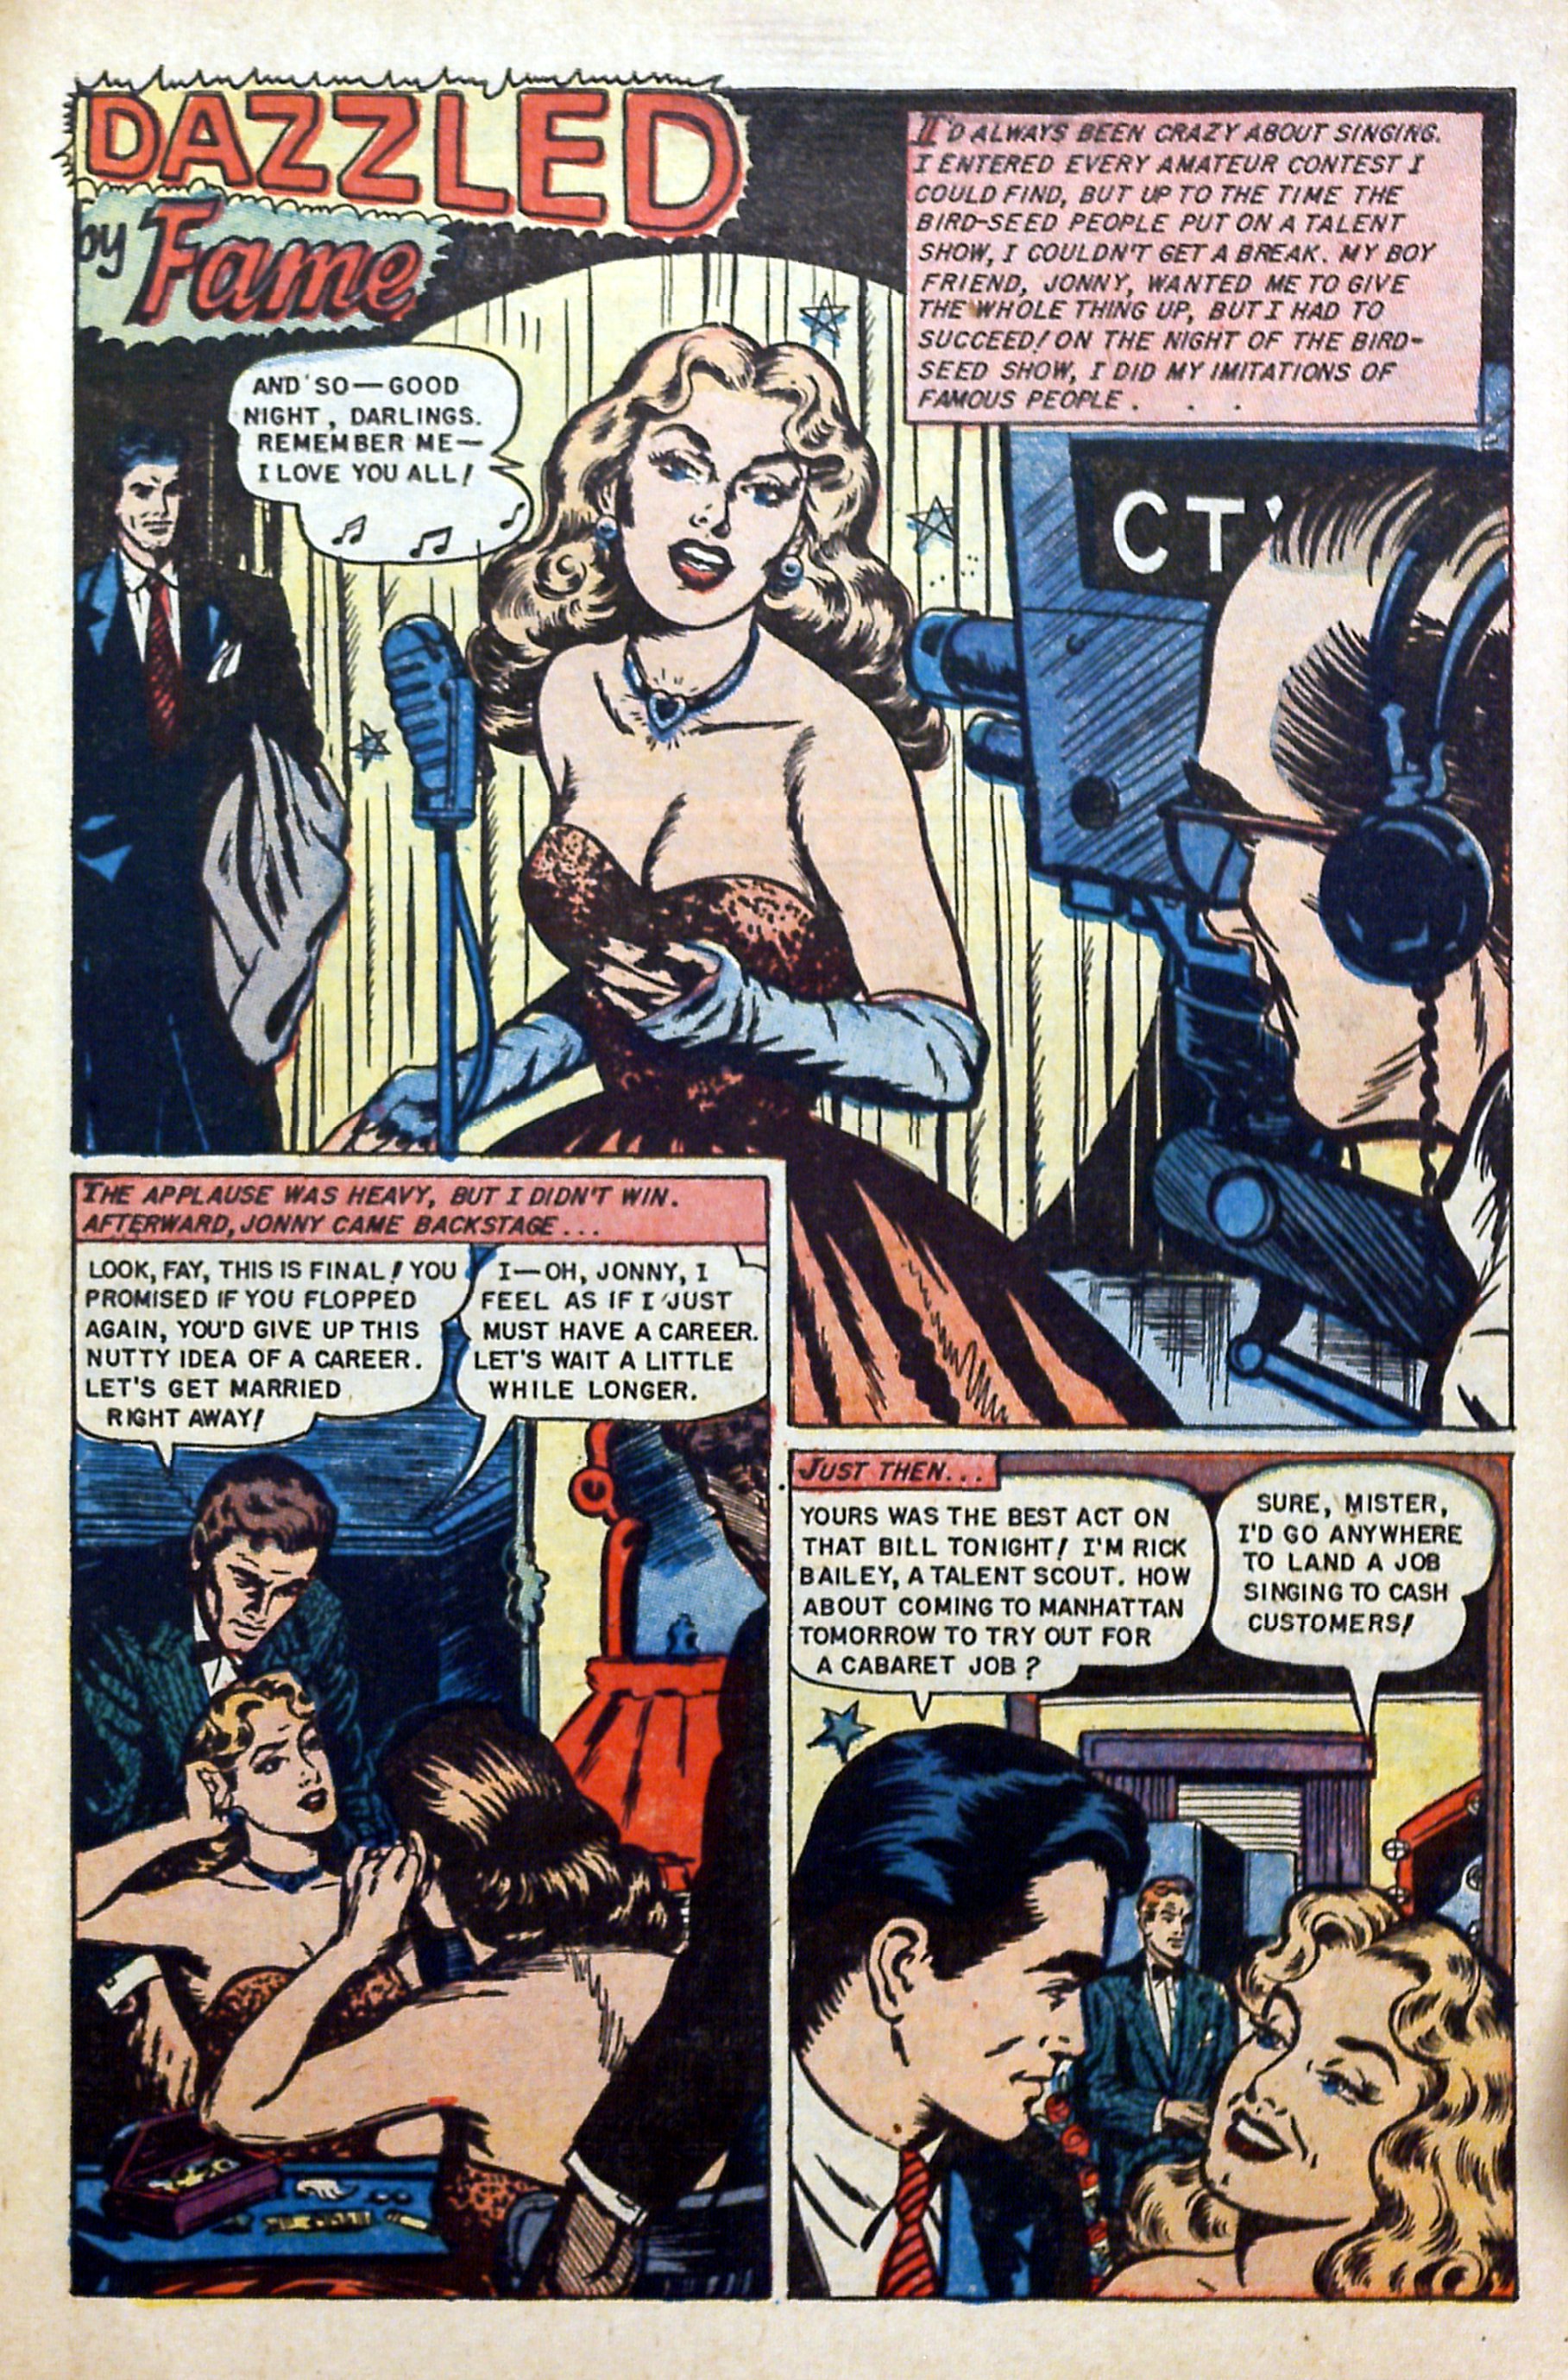 DAZZLED
by Fame
I'D ALWAYS BEEN CRAZY ABOUT SINGING.
I ENTERED EVERY AMATEUR CONTEST I
COULD FIND, BUT UP TO THE TIME THE
BIRD-SEED PEOPLE PUT ON A TALENT
SHOW, I COULDN'T GET A BREAK. MY BOY
FRIEND, JONNY, WANTED ME TO GIVE
THE WHOLE THING UP, BUT I HAD TO
SUCCEED! ON THE NIGHT OF THE BIRD-
SEED SHOW, I DID MY IMITATIONS OF
FAMOUS PEOPLE . . .
AND SO—GOOD
NIGHT, DARLINGS.
REMEMBER ME—
I LOVE YOU ALL!
CT
THE APPLAUSE WAS HEAVY, BUT I DIDN'T WIN.
AFTERWARD, JONNY CAME BACKSTAGE...
LOOK, FAY, THIS IS FINAL! YOU
PROMISED IF YOU FLOPPED
AGAIN, YOU'D GIVE UP THIS
NUTTY IDEA OF A CAREER.
LET'S GET MARRIED
RIGHT AWAY!
I—OH, JONNY, I
FEEL AS IF I JUST
MUST HAVE A CAREER.
LET'S WAIT A LITTLE
WHILE LONGER.
JUST THEN...
YOURS WAS THE BEST ACT ON
THAT BILL TONIGHT! I'M RICK
BAILEY, A TALENT SCOUT. HOW
ABOUT COMING TO MANHATTAN
TOMORROW TO TRY OUT FOR
A CABARET JOB?
SURE, MISTER,
I'D GO ANYWHERE
TO LAND A JOB
SINGING TO CASH
CUSTOMERS!